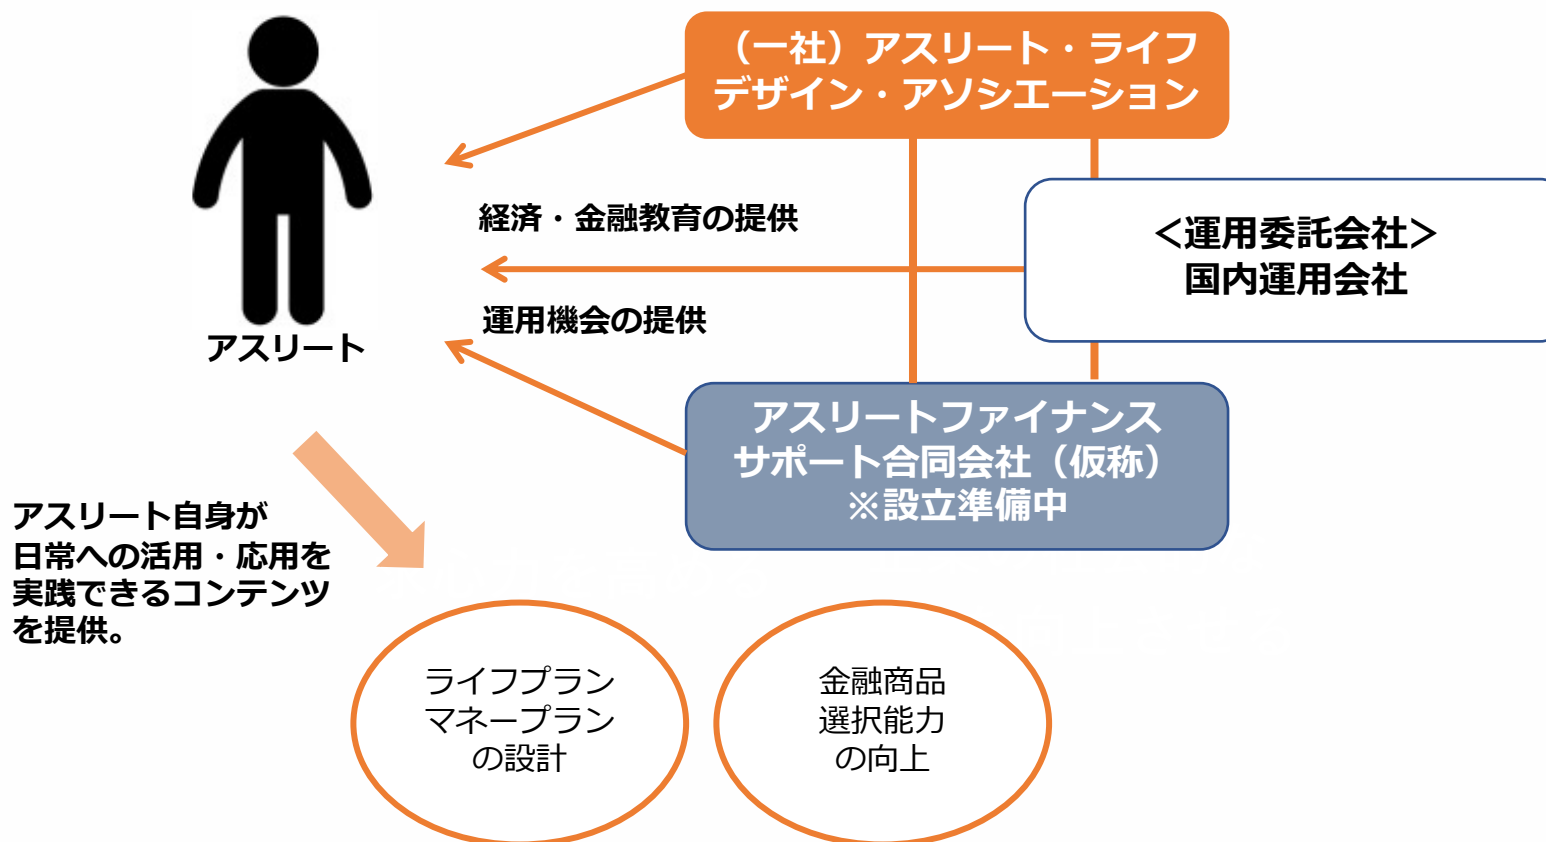 （一社）アスリート・ライフ
デザイン・アソシエーション
経済・金融教育の提供
＜運用委託会社＞
国内運用会社
運用機会の提供
アスリート
アスリートファイナンス
サポート合同会社（仮称）
※設立準備中
アスリート自身が
日常への活用・応用を
実践できるコンテンツ
を提供。
ライフプラン
マネープラン
の設計
金融商品
選択能力
の向上